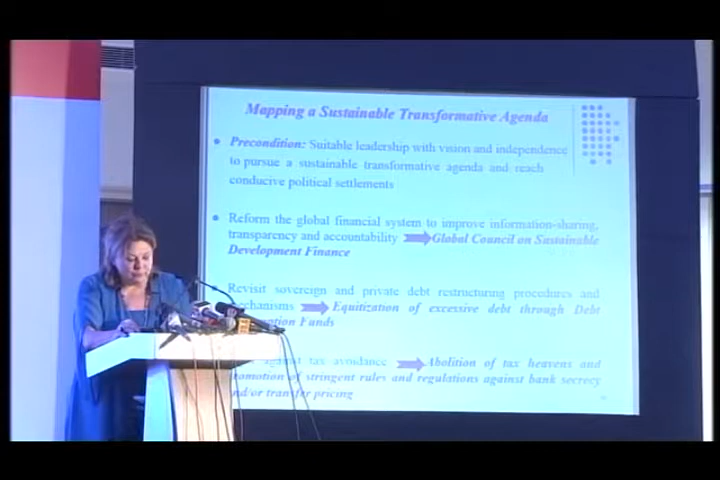 Mapping a Sustainable Transformative Agenda
Precondition: Suitable leadership with vision and independence
to pursue a sustainable transformative agenda and reach
conducive political settlements
Reform the global financial system to improve information-sharing,
transparency and accountability Global Council on Sustainable
Development Finance
Revisit sovereign and private debt restructuring procedures and
mechanisms Equitization of excessive debt through Debt
Funds
against tax avoidance Abolition of tax heavens and
promotion of stringent rules and regulations against bank secrecy
and/or transfer pricing